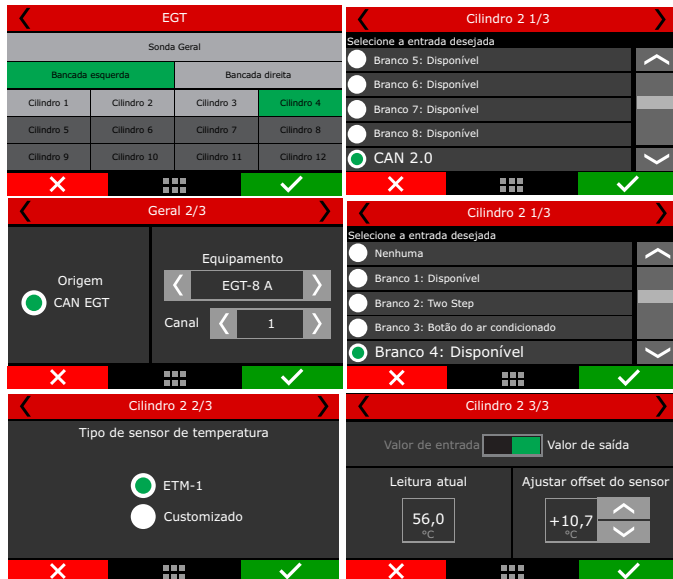 EGT
Sonda Geral
Bancada esquerda
Bancada direita
Cilindro 1
Cilindro 2
Cilindro 3
Cilindro 4
Cilindro 5
Cilindro 6
Cilindro 7
Cilindro 8
Cilindro 9
Cilindro 10
Cilindro 11
Cilindro 12
Cilindro 2 1/3
Selecione a entrada desejada
Branco 5: Disponível
Branco 6: Disponível
Branco 7: Disponível
Branco 8: Disponível
CAN 2.0
Geral 2/3
Origem
CAN EGT
Equipamento
EGT-8 A
Canal
1
Cilindro 2 1/3
Selecione a entrada desejada
Nenhuma
Branco 1: Disponível
Branco 2: Two Step
Branco 3: Botão do ar condicionado
Branco 4: Disponível
Cilindro 2 2/3
Tipo de sensor de temperatura
ETM-1
Customizado
Cilindro 2 3/3
Valor de entrada
Valor de saída
Leitura atual
56,0
°C
Ajustar offset do sensor
+10,7
°C